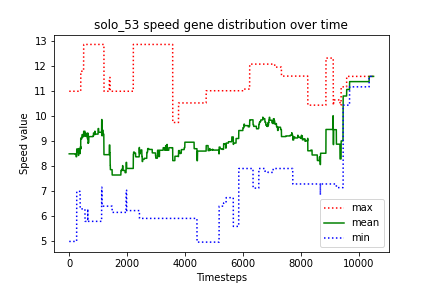 solo_53 speed gene distribution over time
Speed value
13
12
11
10
9
8
7
6
5
0
2000
4000
6000
8000
10000
Timesteps
max
mean
min